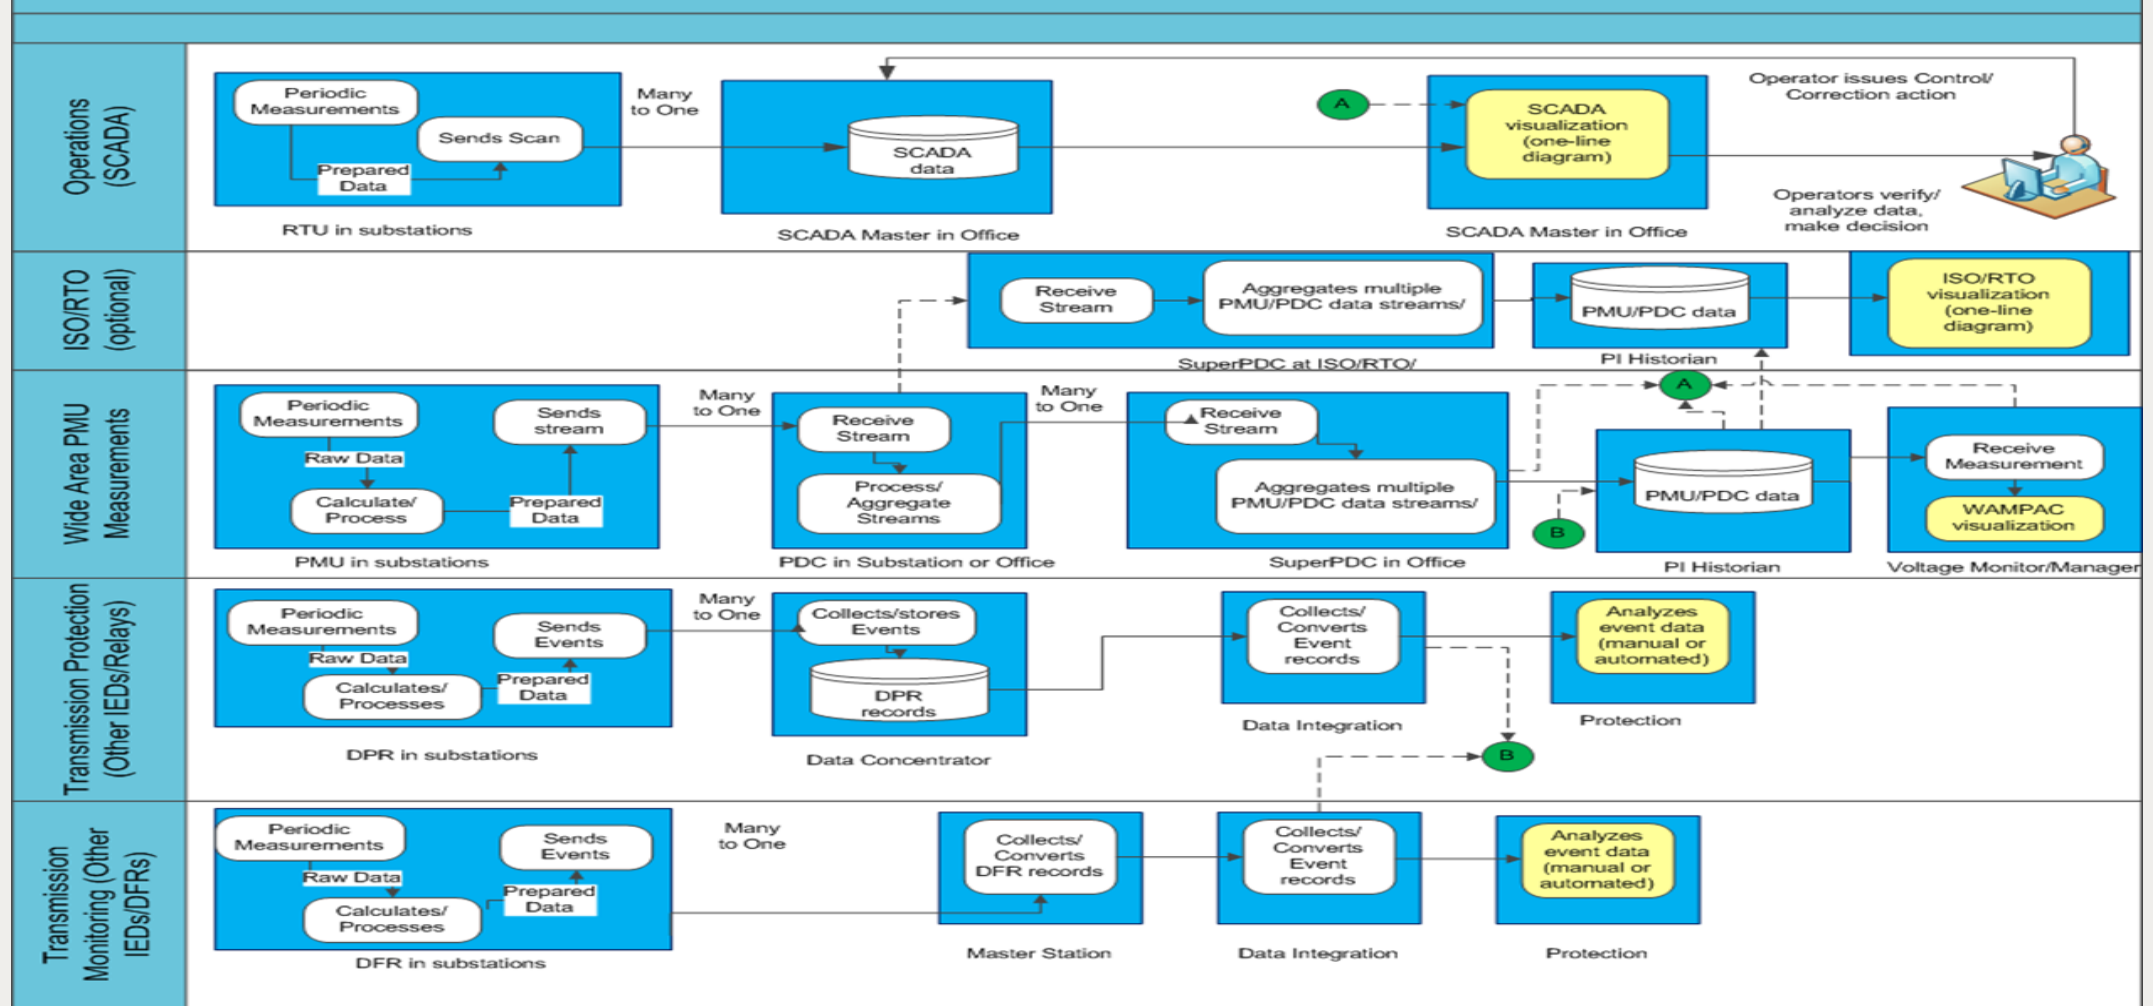 Operations
(SCADA)
Periodic
Measurements
Sends Scan
Prepared
Data
RTU in substations
Many
to One
SCADA
data
SCADA Master in Office
A
SCADA
visualization
(one-line
diagram)
SCADA Master in Office
Operator issues Control/
Correction action
Operators verify/
analyze data,
make decision
ISO/RTO
(optional)
Receive
Stream
Aggregates multiple
PMU/PDC data streams/
SuperPDC at ISO/RTO/
PMU/PDC data
PI Historian
ISO/RTO
visualization
(one-line
diagram)
Wide Area PMU
Measurements
Periodic
Measurements
Raw Data
Calculate/
Process
Prepared
Data
Sends
stream
PMU in substations
Many
to One
Receive
Stream
Process/
Aggregate
Streams
PDC in Substation or Office
Many
to One
Receive
Stream
Aggregates multiple
PMU/PDC data streams/
SuperPDC in Office
A
B
PMU/PDC data
PI Historian
Receive
Measurement
WAMPAC
visualization
Voltage Monitor/Manager
Transmission Protection
(Other IEDs/Relays)
Periodic
Measurements
Raw Data
Calculates/
Processes
Prepared
Data
Sends
Events
DPR in substations
Many
to One
Collects/stores
Events
DPR
records
Data Concentrator
Collects/
Converts
Event
records
Data Integration
B
Analyzes
event data
(manual or
automated)
Protection
Transmission
Monitoring (Other
IEDs/DFRs)
Periodic
Measurements
Raw Data
Calculates/
Processes
Prepared
Data
Sends
Events
DFR in substations
Many
to One
Collects/
Converts
DFR records
Master Station
Collects/
Converts
Event
records
Data Integration
Analyzes
event data
(manual or
automated)
Protection